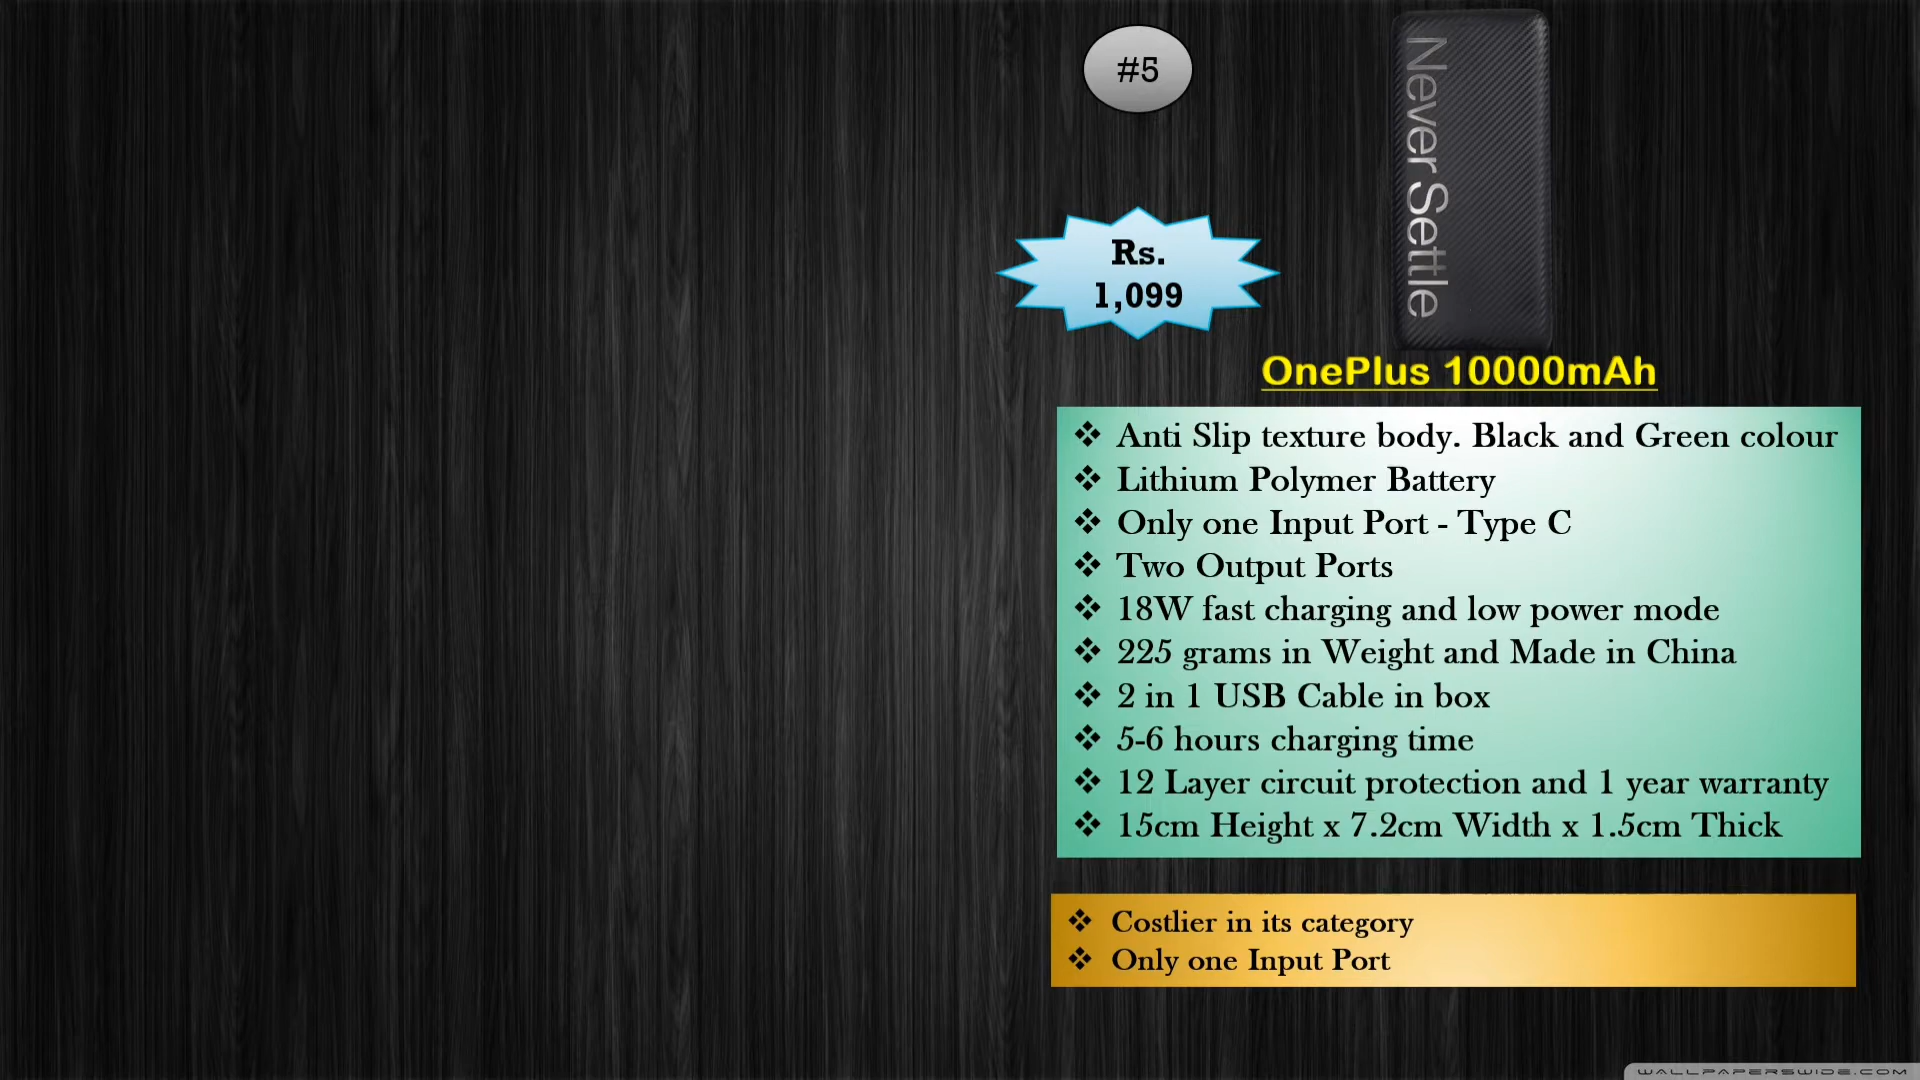 #5
Never Settle
Rs.
1,099
OnePlus 10000mAh
❖ Anti Slip texture body. Black and Green colour
❖ Lithium Polymer Battery
❖ Only one Input Port - Type C
❖ Two Output Ports
❖ 18W fast charging and low power mode
❖ 225 grams in Weight and Made in China
❖ 2 in 1 USB Cable in box
❖ 5-6 hours charging time
❖ 12 Layer circuit protection and 1 year warranty
❖ 15cm Height x 7.2cm Width x 1.5cm Thick
❖ Costlier in its category
❖ Only one Input Port
WALLPAPERSWIDE.COM